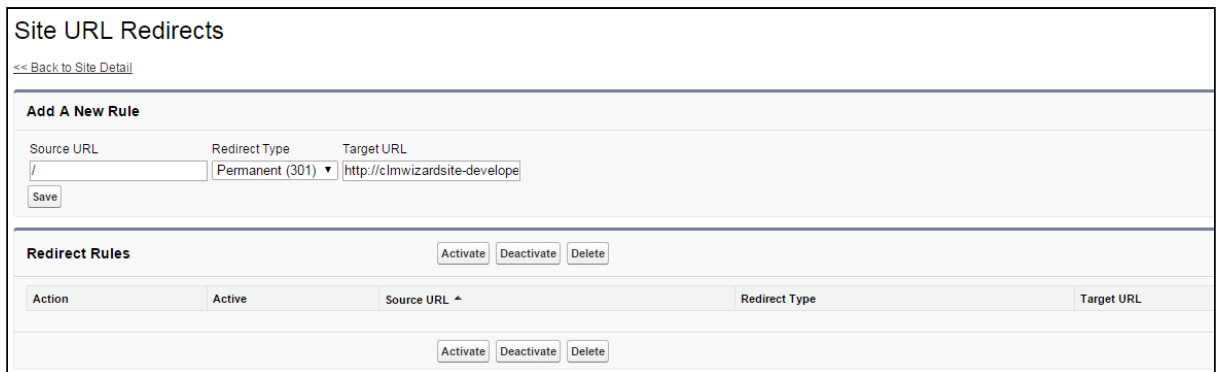 Site URL Redirects
<< Back to Site Detail
Add A New Rule
Source URL Redirect Type Target URL
/ Permanent (301) http://clmwizardsite-develope
Save
Redirect Rules Activate Deactivate Delete
Action Active Source URL Redirect Type Target URL
Activate Deactivate Delete